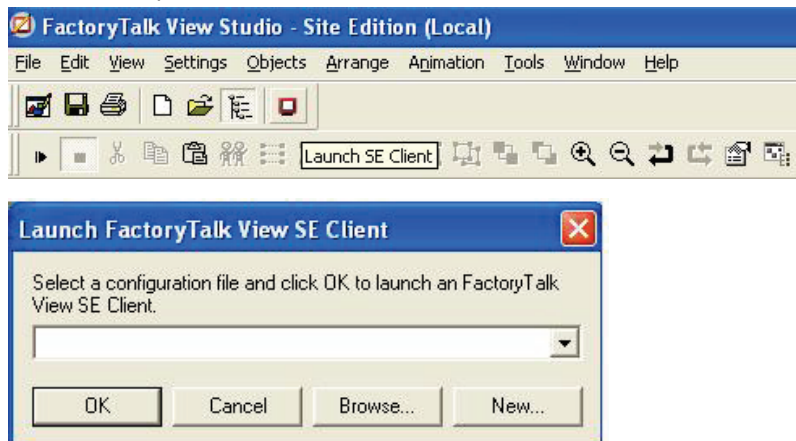 FactoryTalk View Studio - Site Edition (Local)
File Edit View Settings Objects Arrange Animation Tools Window Help
Launch SE Client
Launch FactoryTalk View SE Client
Select a configuration file and click OK to launch an FactoryTalk
View SE Client.
OK Cancel Browse... New...